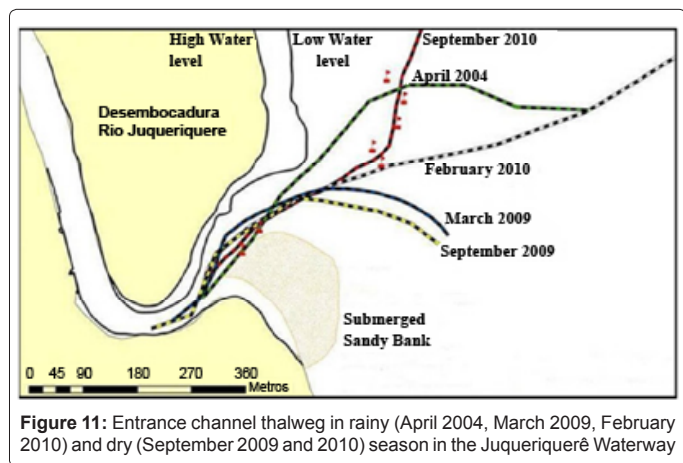 High Water
level
Low Water
level
September 2010
April 2004
Desembocadura
Rio Juqueriquere
February 2010
March 2009
September 2009
Submerged
Sandy Bank
0 45 90 180 270 360
Metros
Figure 11: Entrance channel thalweg in rainy (April 2004, March 2009, February
2010) and dry (September 2009 and 2010) season in the Juqueriquerê Waterway